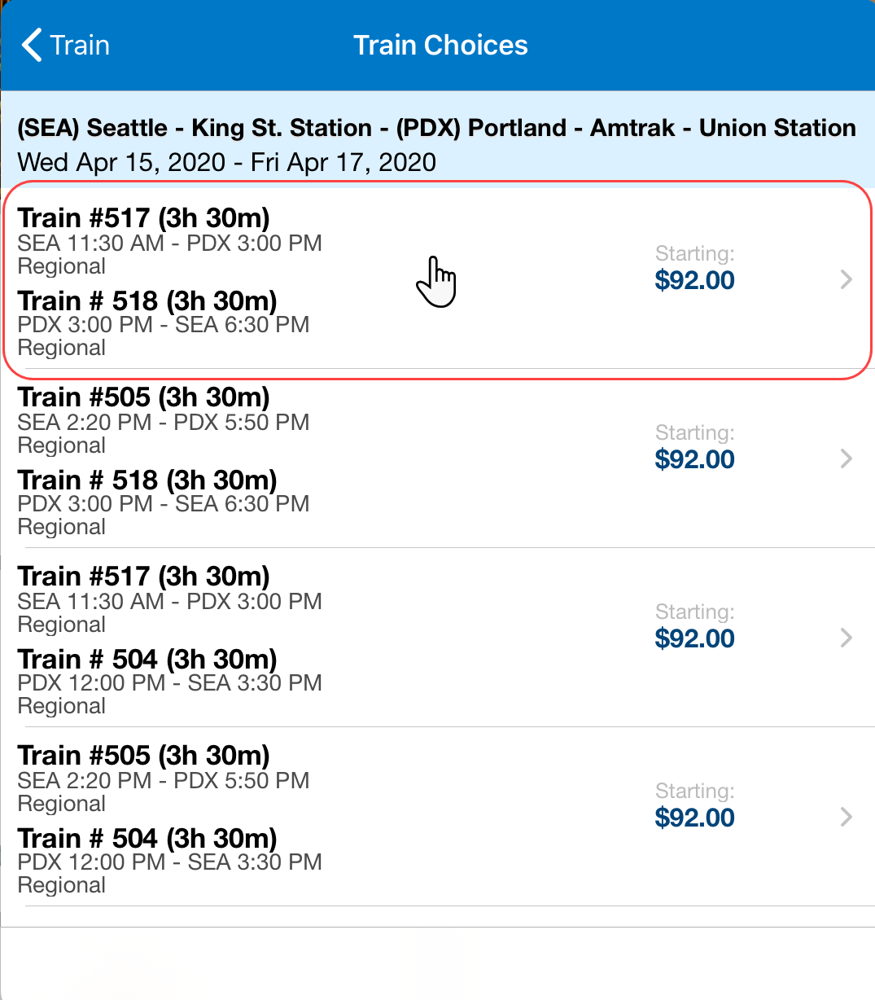 Train
Train Choices
(SEA) Seattle - King St. Station - (PDX) Portland - Amtrak - Union Station
Wed Apr 15, 2020 - Fri Apr 17, 2020
Train #517 (3h 30m)
SEA 11:30 AM - PDX 3:00 PM
Regional
Starting:
$92.00
Train # 518 (3h 30m)
PDX 3:00 PM - SEA 6:30 PM
Regional
Train #505 (3h 30m)
SEA 2:20 PM - PDX 5:50 PM
Regional
Starting:
$92.00
Train # 518 (3h 30m)
PDX 3:00 PM - SEA 6:30 PM
Regional
Train #517 (3h 30m)
SEA 11:30 AM - PDX 3:00 PM
Regional
Starting:
$92.00
Train # 504 (3h 30m)
PDX 12:00 PM - SEA 3:30 PM
Regional
Train #505 (3h 30m)
SEA 2:20 PM - PDX 5:50 PM
Regional
Starting:
$92.00
Train # 504 (3h 30m)
PDX 12:00 PM - SEA 3:30 PM
Regional